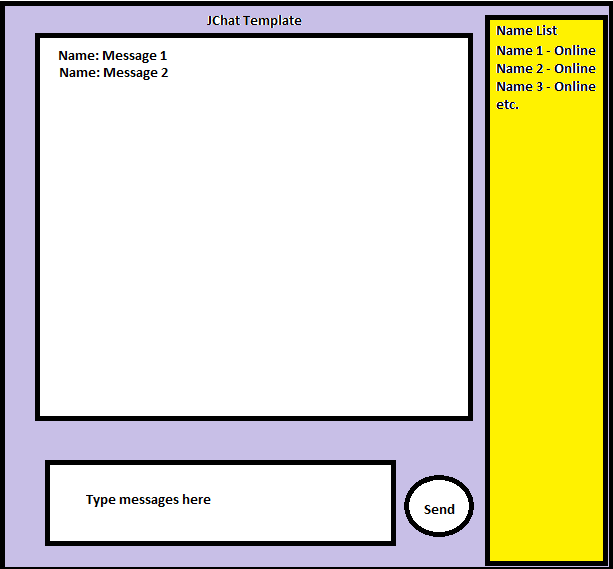 JChat Template
Name: Message 1
Name: Message 2
Type messages here
Send
Name List
Name 1 - Online
Name 2 - Online
Name 3 - Online
etc.